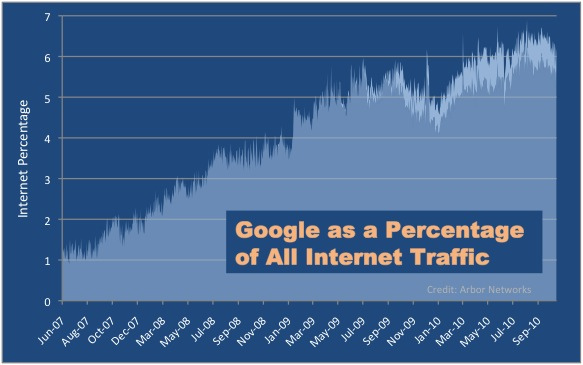 7
6
5
4
3
2
1
0
Internet Percentage
Google as a Percentage
of All Internet Traffic
Credit: Arbor Networks
Jun-07
Aug-07
Oct-07
Dec-07
Mar-08
May-08
Jul-08
Sep-08
Nov-08
Jan-09
Mar-09
May-09
Jul-09
Sep-09
Nov-09
Jan-10
Mar-10
May-10
Jul-10
Sep-10